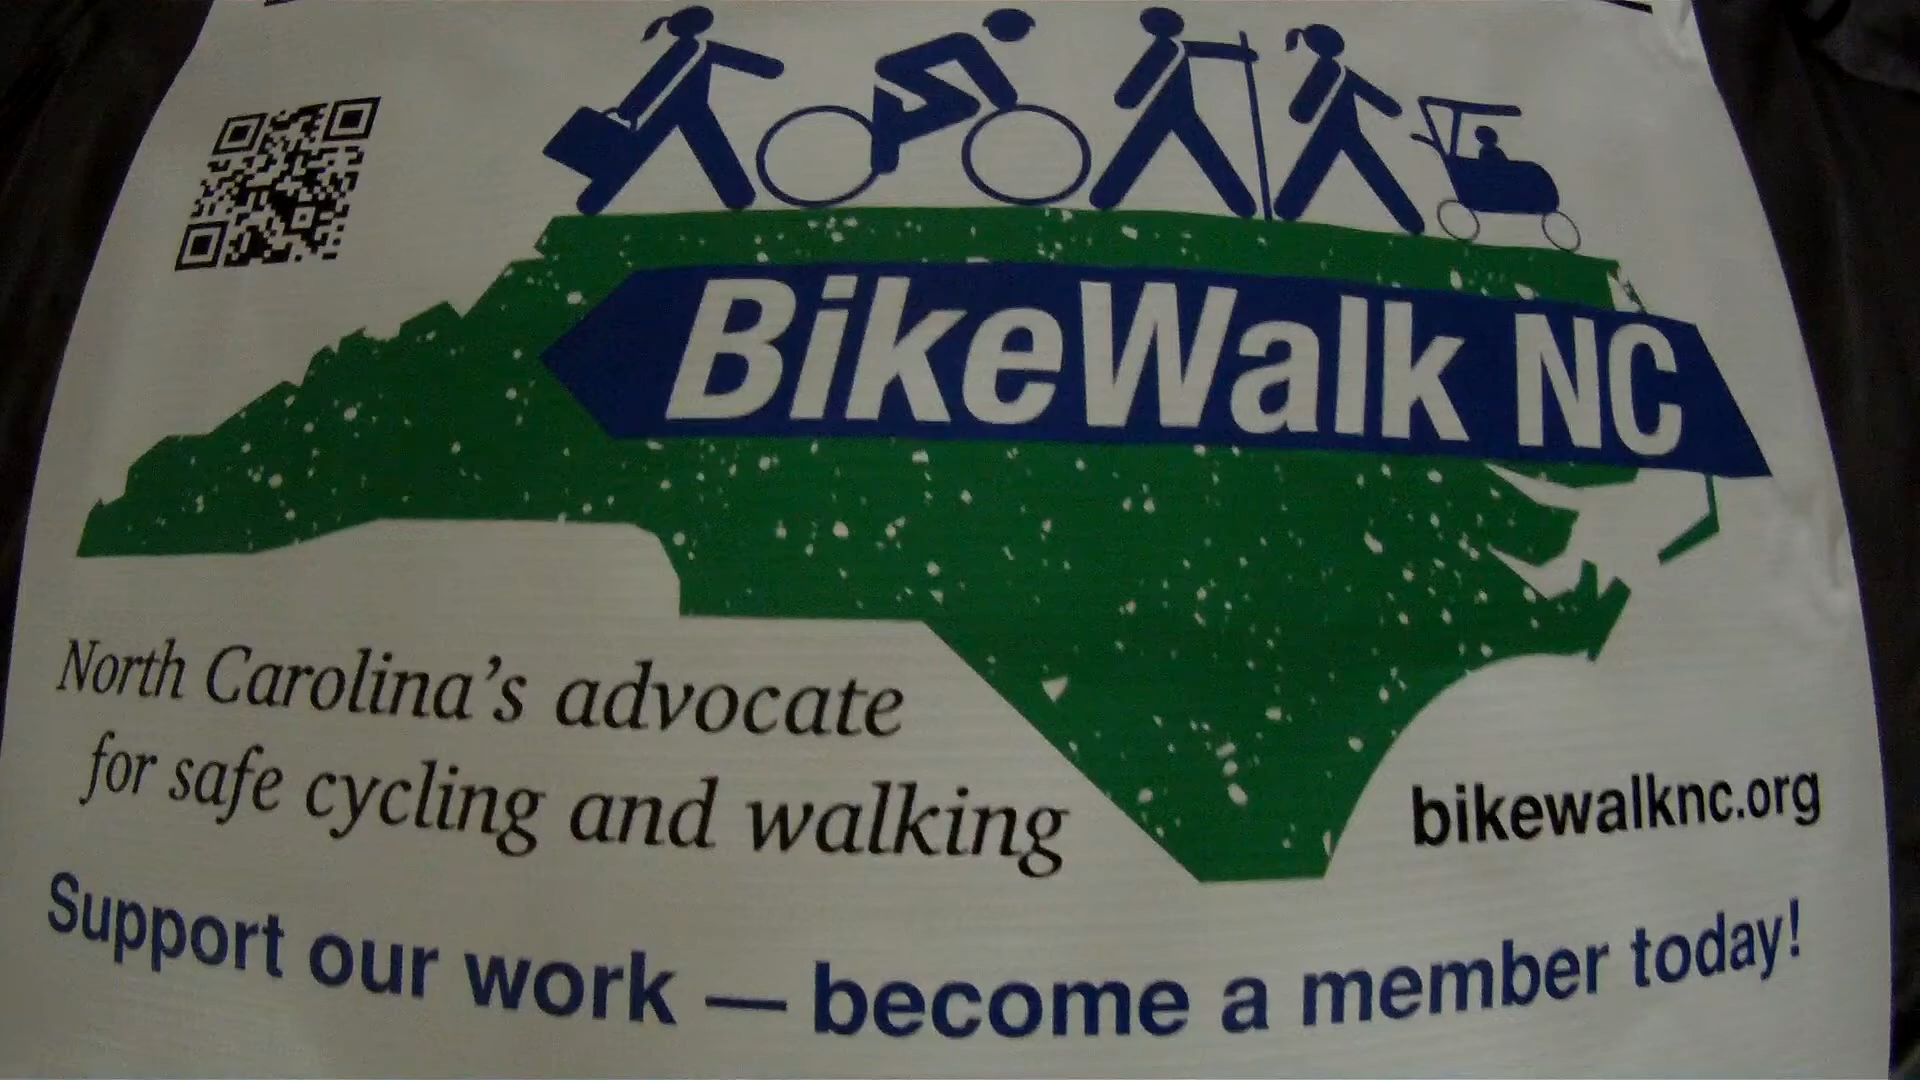 BikeWalk NC
North Carolina's advocate
for safe cycling and walking
bikewalknc.org
Support our work — become a member today!